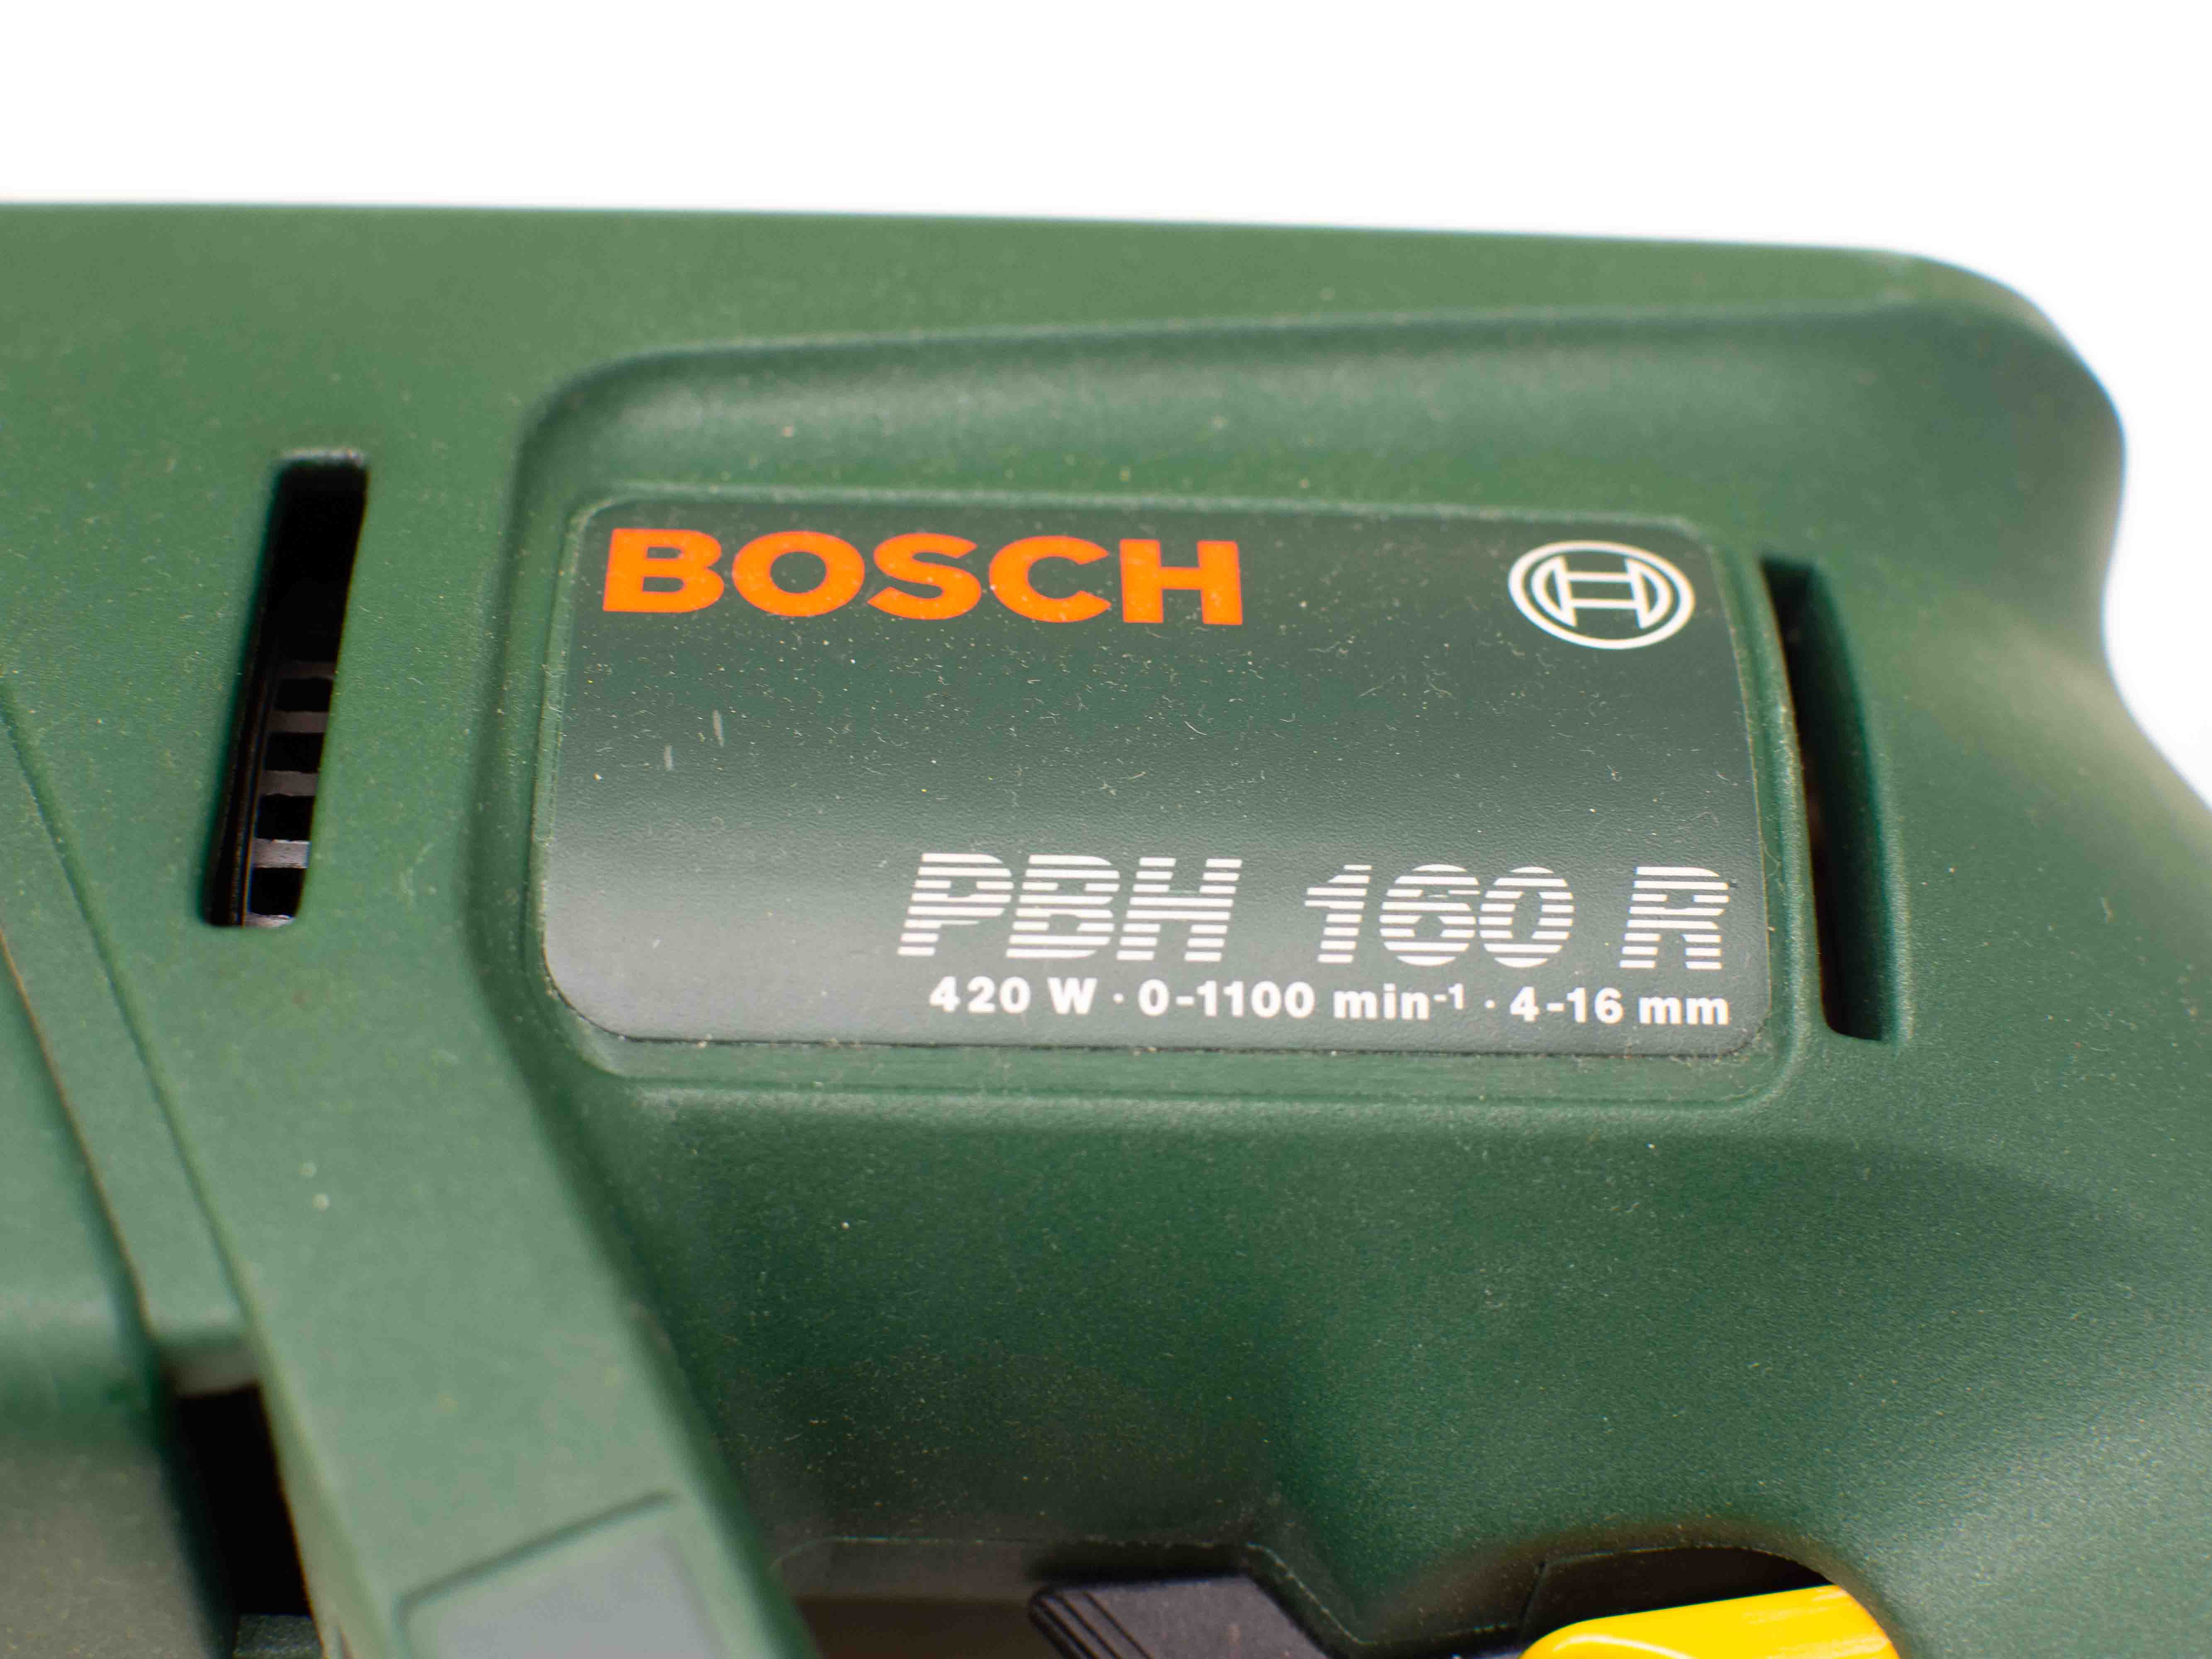 BOSCH
PBH 160 R
420 W · 0-1100 min⁻¹ · 4-16 mm